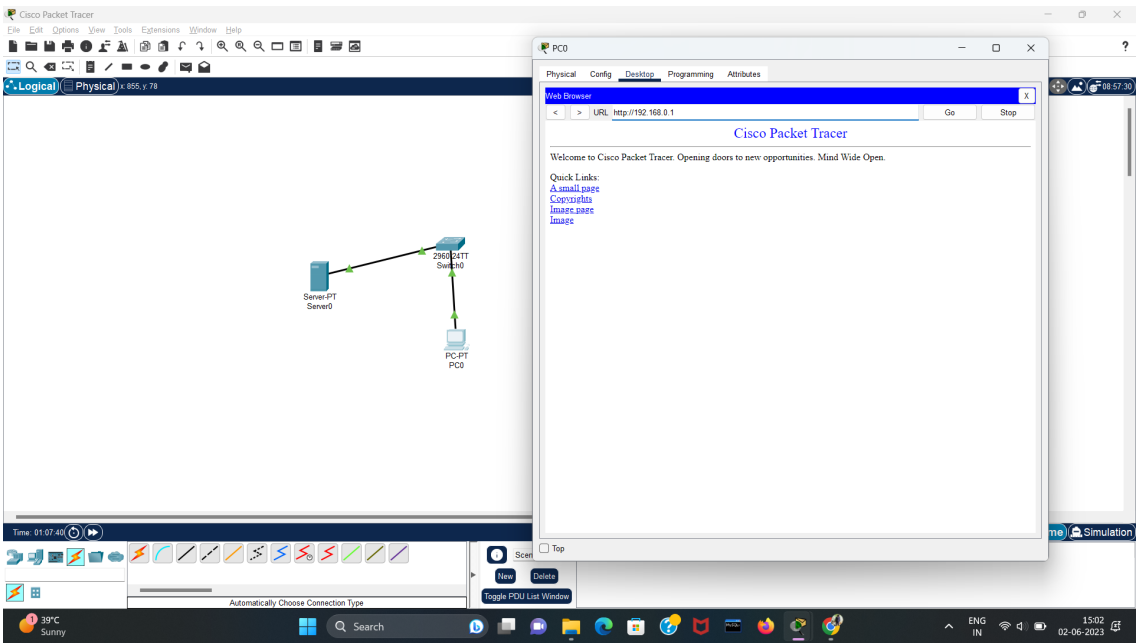 Cisco Packet Tracer
File Edit Options View Tools Extensions Window Help
?
Logical Physical x: 855, y: 78
08:57:30
PC0
Physical Config Desktop Programming Attributes
Web Browser
X
< > URL http://192.168.0.1 Go Stop
Cisco Packet Tracer
Welcome to Cisco Packet Tracer. Opening doors to new opportunities. Mind Wide Open.
Quick Links:
A small page
Copyrights
Image page
Image
2960-24TT
Switch0
Server-PT
Server0
PC-PT
PC0
Top
Time: 01:07:40
me Simulation
Scen
New Delete
Toggle PDU List Window
Automatically Choose Connection Type
1
39°C
Sunny
Search
ENG
IN
15:02
02-06-2023